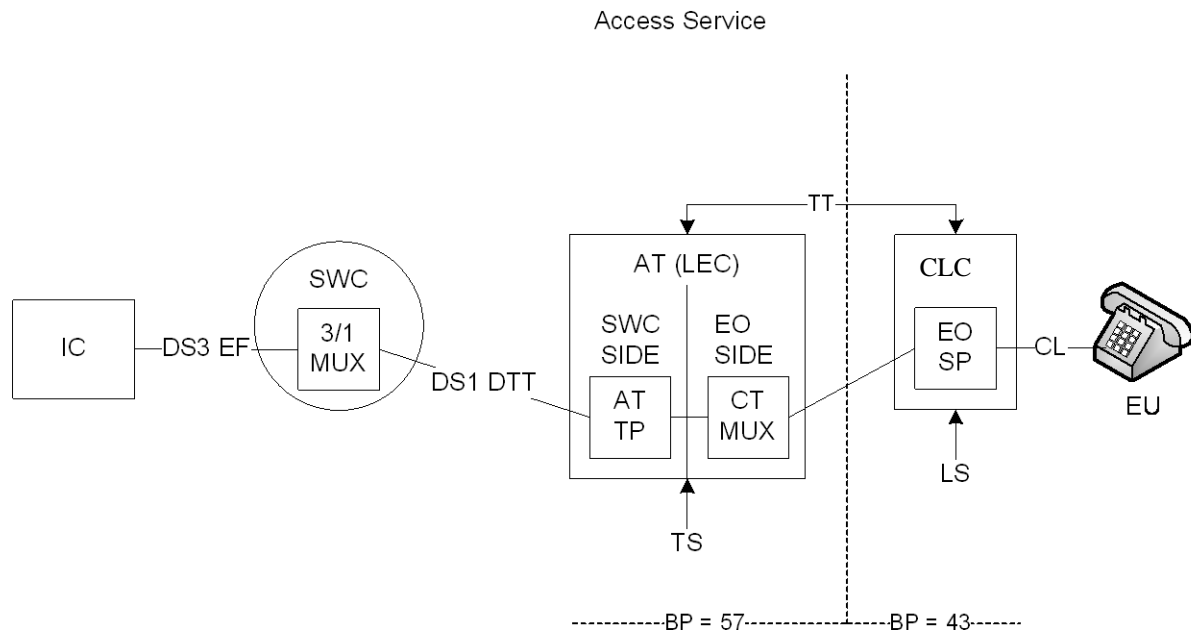 Access Service
TT
AT (LEC)
CLC
SWC
SWC
SIDE
EO
SIDE
IC
DS3 EF
3/1
MUX
DS1 DTT
AT
TP
CT
MUX
EO
SP
CL
EU
LS
TS
BP = 57
BP = 43